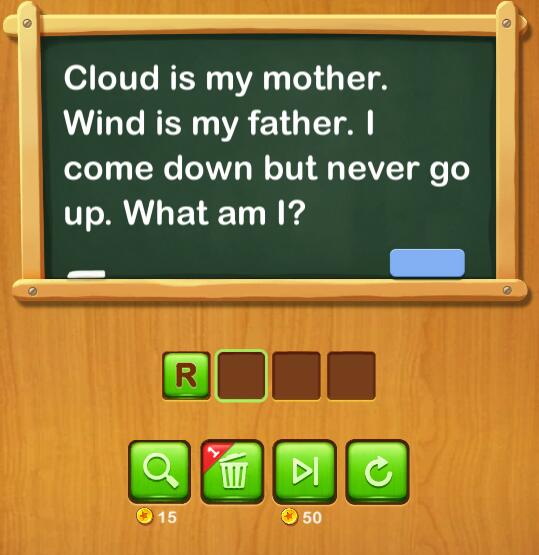 Cloud is my mother.
Wind is my father. I
come down but never go
up. What am I?
R
1
15
50